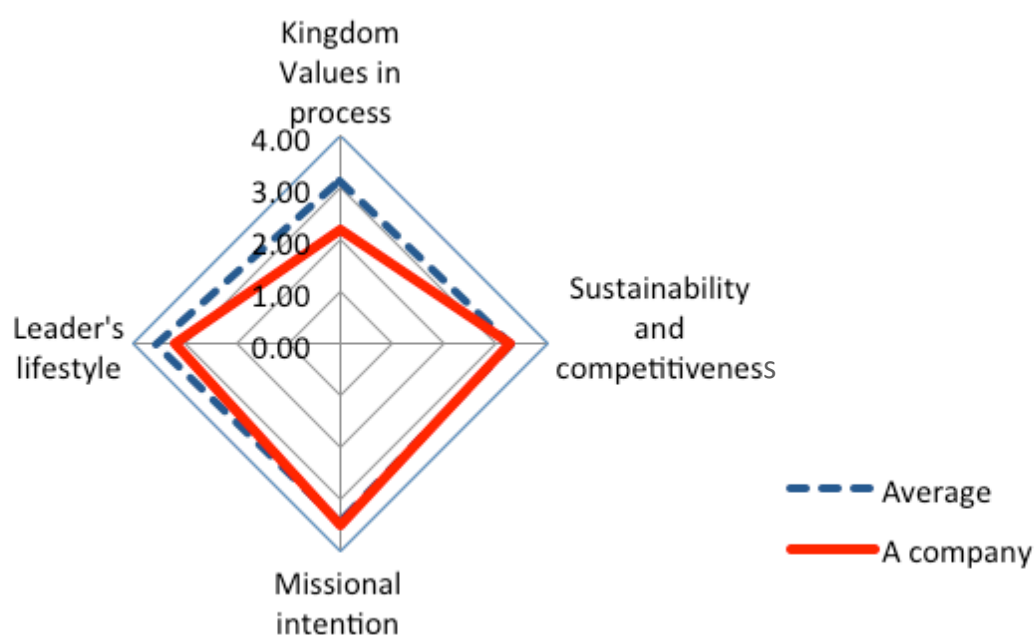 Kingdom
Values in
process
4.00
3.00
2.00
1.00
0.00
Sustainability
and
competitiveness
Leader's
lifestyle
Missional
intention
Average
A company